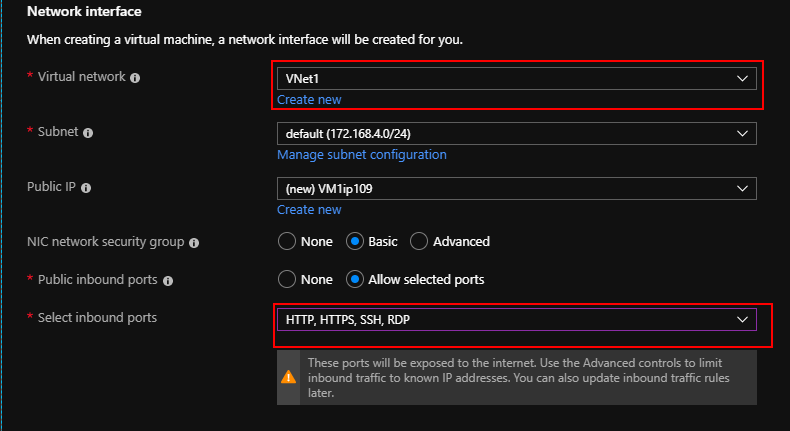 Network interface
When creating a virtual machine, a network interface will be created for you.
* Virtual network
VNet1
Create new
* Subnet
default (172.168.4.0/24)
Manage subnet configuration
Public IP
(new) VM1ip109
Create new
NIC network security group
None Basic Advanced
* Public inbound ports
None Allow selected ports
* Select inbound ports
HTTP, HTTPS, SSH, RDP
These ports will be exposed to the internet. Use the Advanced controls to limit
inbound traffic to known IP addresses. You can also update inbound traffic rules
later.